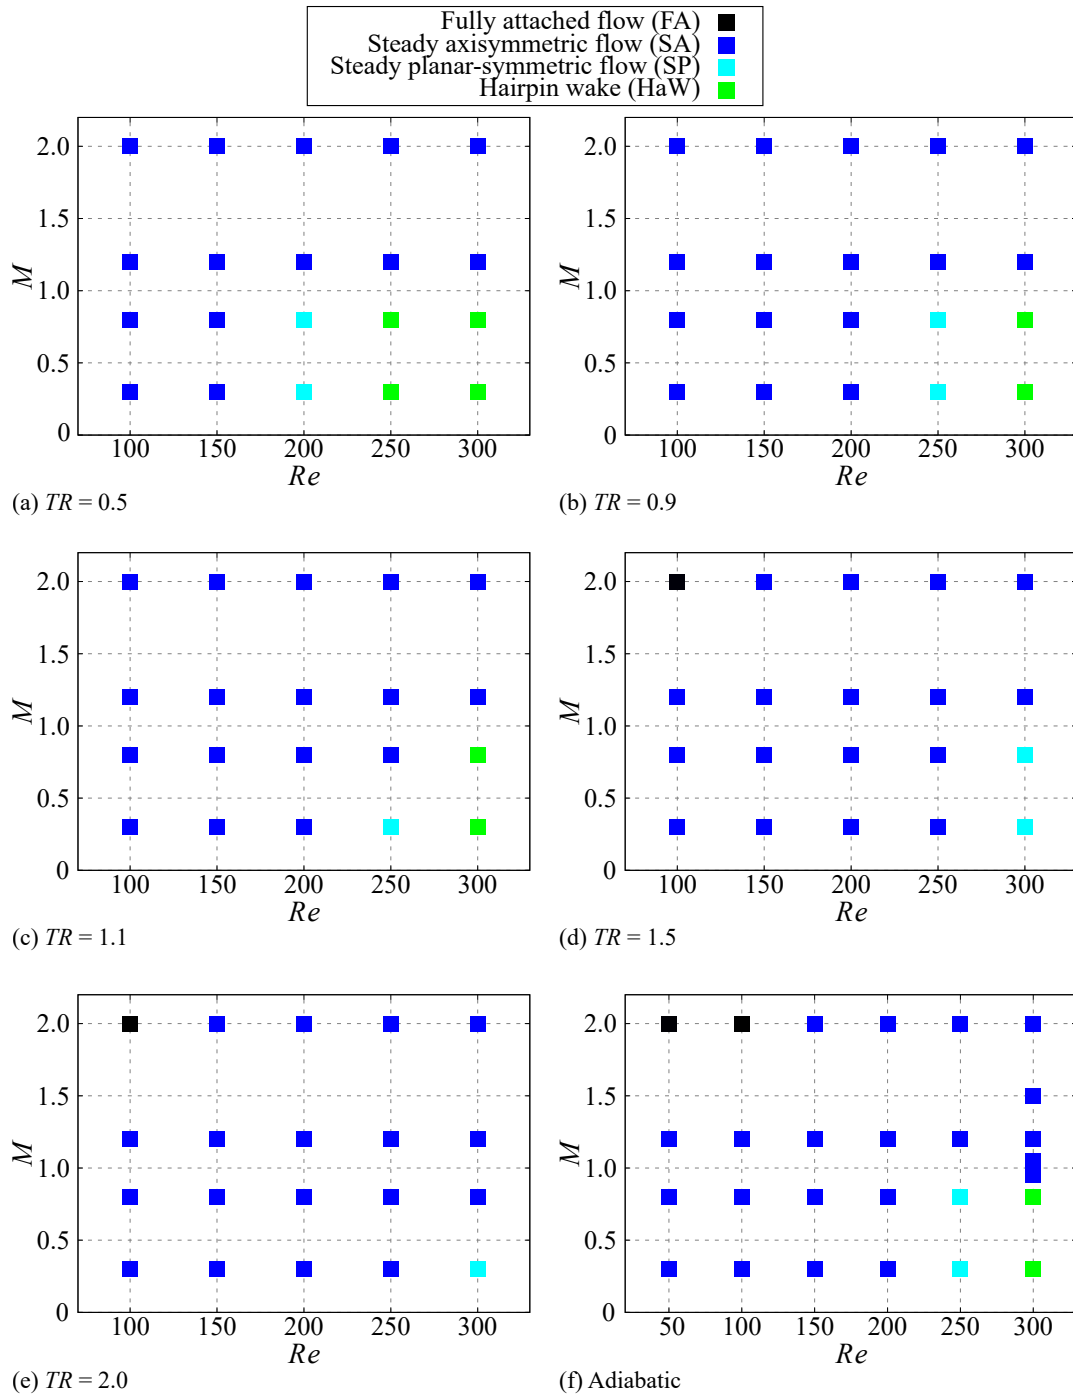 Fully attached flow (FA)
Steady axisymmetric flow (SA)
Steady planar-symmetric flow (SP)
Hairpin wake (HaW)
2.0
1.5
1.0
0.5
0
M
100 150 200 250 300
Re
(a) TR = 0.5
2.0
1.5
1.0
0.5
0
M
100 150 200 250 300
Re
(b) TR = 0.9
2.0
1.5
1.0
0.5
0
M
100 150 200 250 300
Re
(c) TR = 1.1
2.0
1.5
1.0
0.5
0
M
100 150 200 250 300
Re
(d) TR = 1.5
2.0
1.5
1.0
0.5
0
M
100 150 200 250 300
Re
(e) TR = 2.0
2.0
1.5
1.0
0.5
0
M
50 100 150 200 250 300
Re
(f) Adiabatic